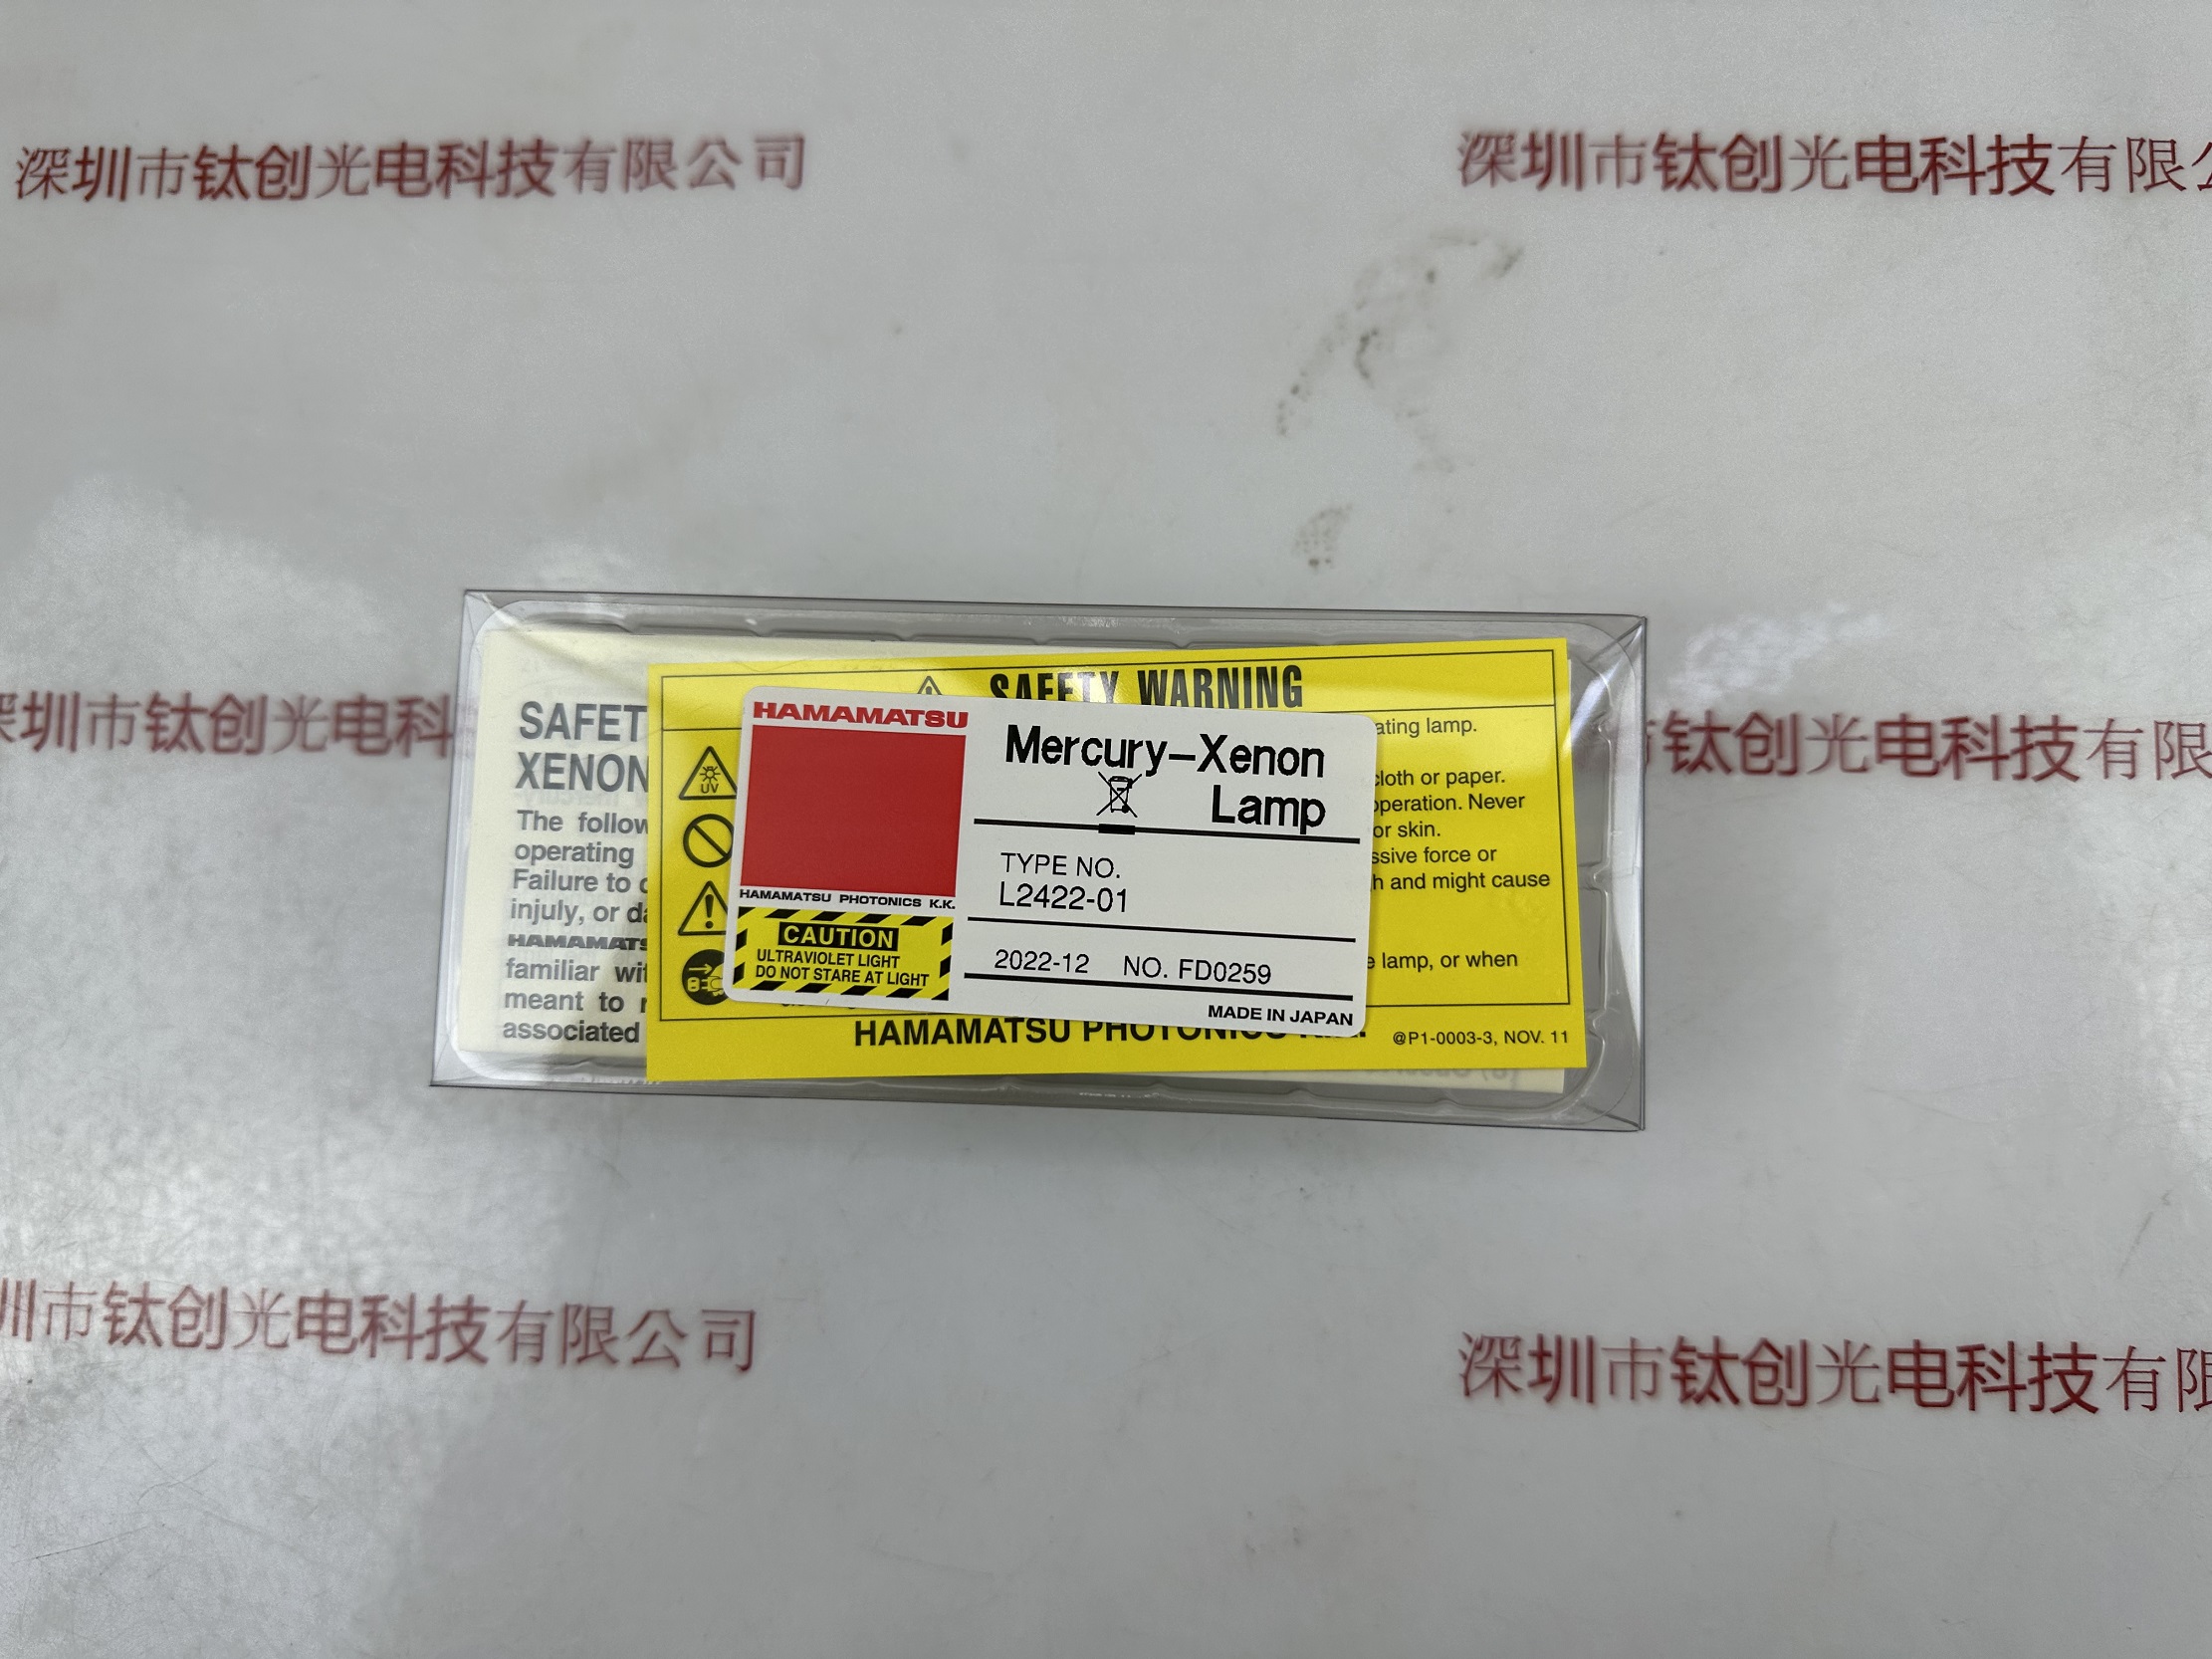 深圳市钛创光电科技有限公司
深圳市钛创光电科技有限
圳市钛创光电科
钛创光电科技有限
SAFET
XENON
The follow
operating
Failure to
injuly, or
HAMAMATS
familiar
meant to
associated
SAFETY WARNING
ating lamp.
cloth or paper.
operation. Never
or skin.
ssive force or
h and might cause
lamp, or when
UV
HAMAMATSU PHOTONICS
@P1-0003-3, NOV. 11
HAMAMATSU
HAMAMATSU PHOTONICS K.K.
CAUTION
ULTRAVIOLET LIGHT
DO NOT STARE AT LIGHT
Mercury-Xenon
Lamp
TYPE NO.
L2422-01
2022-12 NO. FD0259
MADE IN JAPAN
圳市钛创光电科技有限公司
深圳市钛创光电科技有限